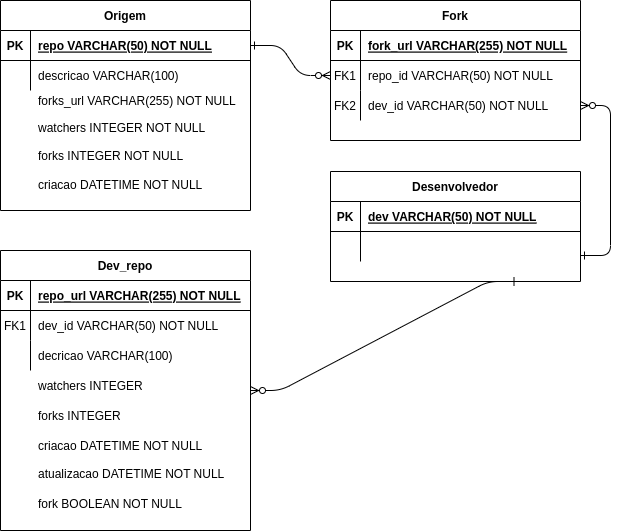 Origem
PK repo VARCHAR(50) NOT NULL
descricao VARCHAR(100)
forks_url VARCHAR(255) NOT NULL
watchers INTEGER NOT NULL
forks INTEGER NOT NULL
criacao DATETIME NOT NULL
Fork
PK fork_url VARCHAR(255) NOT NULL
FK1 repo_id VARCHAR(50) NOT NULL
FK2 dev_id VARCHAR(50) NOT NULL
Desenvolvedor
PK dev VARCHAR(50) NOT NULL
Dev_repo
PK repo_url VARCHAR(255) NOT NULL
FK1 dev_id VARCHAR(50) NOT NULL
decricao VARCHAR(100)
watchers INTEGER
forks INTEGER
criacao DATETIME NOT NULL
atualizacao DATETIME NOT NULL
fork BOOLEAN NOT NULL